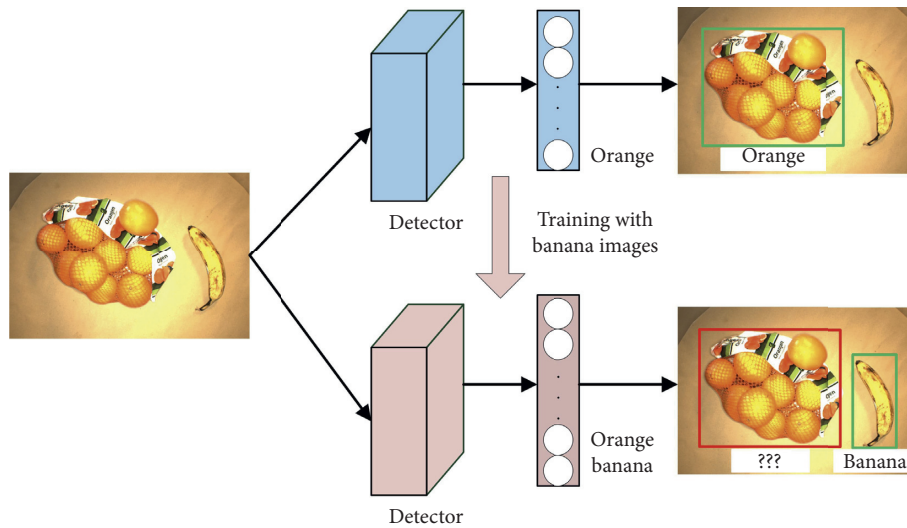 Orange
Orange
Detector
Training with
banana images
Orange
banana
???
Banana
Detector